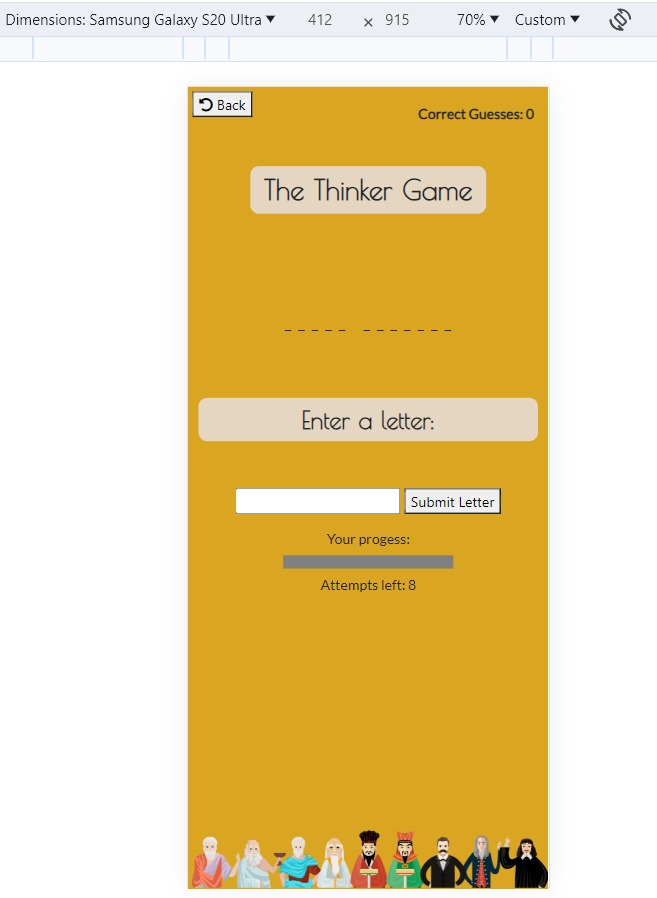 Dimensions: Samsung Galaxy S20 Ultra ▼ 412 × 915 70% ▼ Custom ▼
Back
Correct Guesses: 0
The Thinker Game
_ _ _ _ _  _ _ _ _ _ _ _
Enter a letter:
Submit Letter
Your progess:
Attempts left: 8